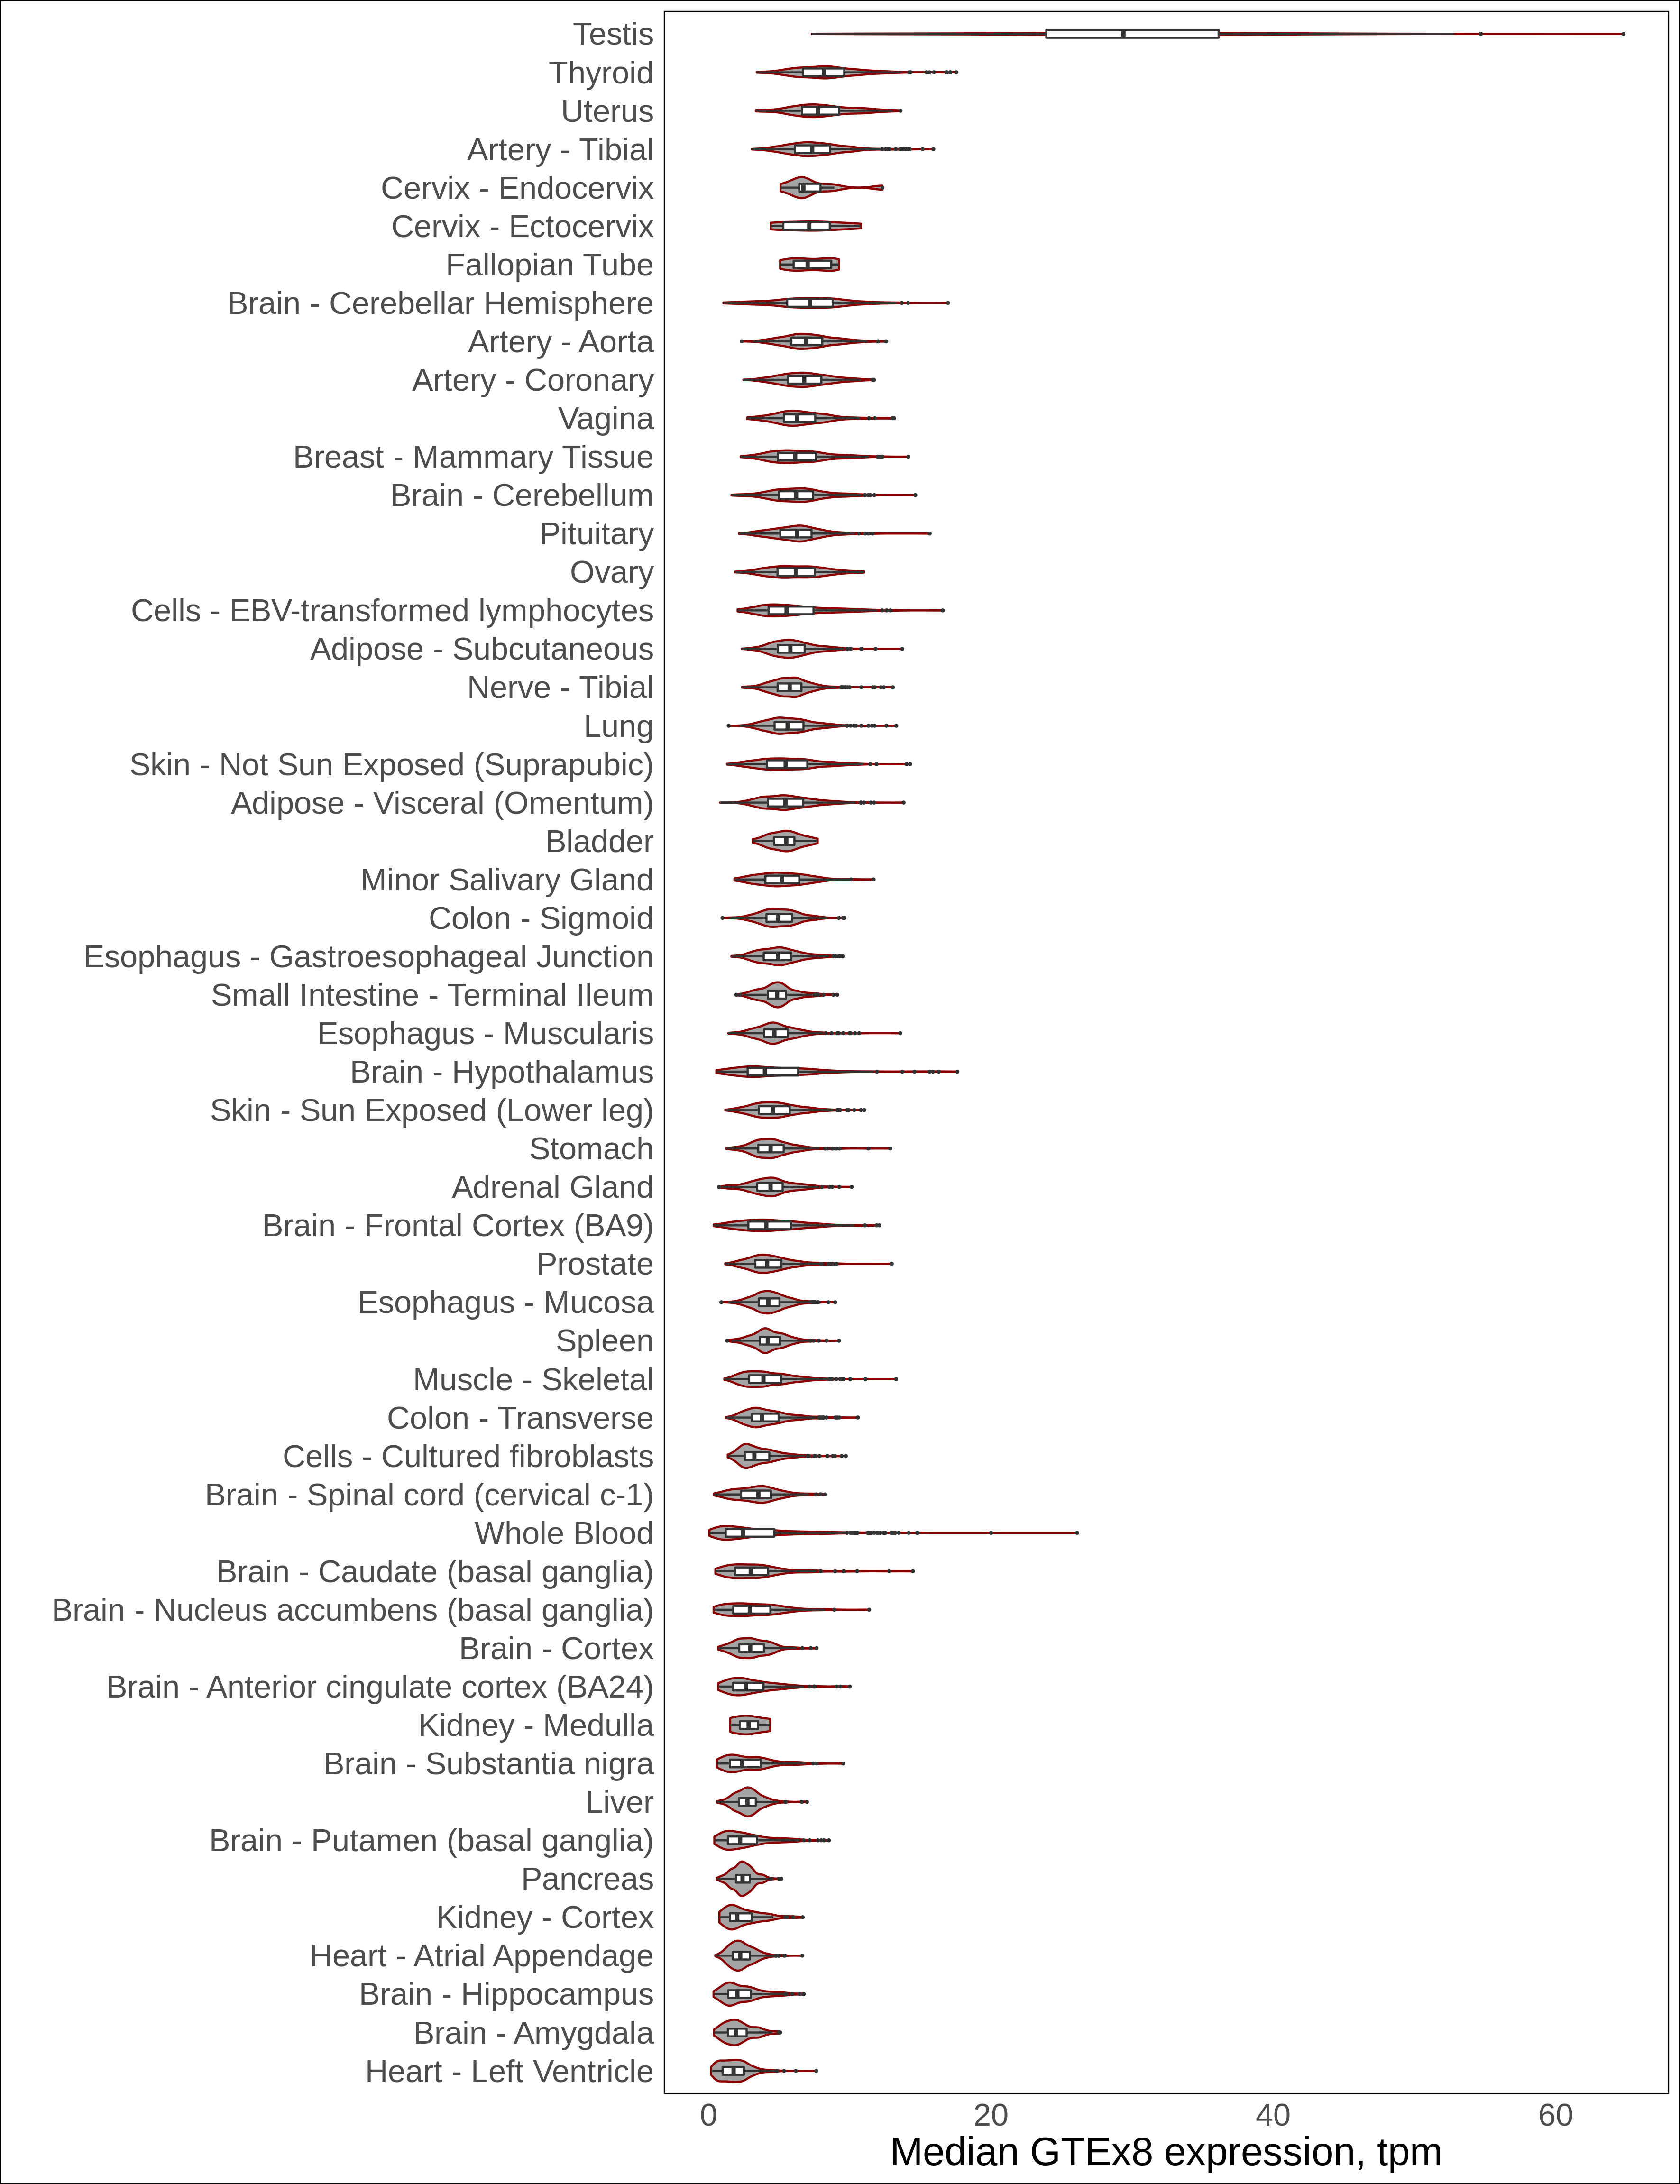 Testis
Thyroid
Uterus
Artery - Tibial
Cervix - Endocervix
Cervix - Ectocervix
Fallopian Tube
Brain - Cerebellar Hemisphere
Artery - Aorta
Artery - Coronary
Vagina
Breast - Mammary Tissue
Brain - Cerebellum
Pituitary
Ovary
Cells - EBV-transformed lymphocytes
Adipose - Subcutaneous
Nerve - Tibial
Lung
Skin - Not Sun Exposed (Suprapubic)
Adipose - Visceral (Omentum)
Bladder
Minor Salivary Gland
Colon - Sigmoid
Esophagus - Gastroesophageal Junction
Small Intestine - Terminal Ileum
Esophagus - Muscularis
Brain - Hypothalamus
Skin - Sun Exposed (Lower leg)
Stomach
Adrenal Gland
Brain - Frontal Cortex (BA9)
Prostate
Esophagus - Mucosa
Spleen
Muscle - Skeletal
Colon - Transverse
Cells - Cultured fibroblasts
Brain - Spinal cord (cervical c-1)
Whole Blood
Brain - Caudate (basal ganglia)
Brain - Nucleus accumbens (basal ganglia)
Brain - Cortex
Brain - Anterior cingulate cortex (BA24)
Kidney - Medulla
Brain - Substantia nigra
Liver
Brain - Putamen (basal ganglia)
Pancreas
Kidney - Cortex
Heart - Atrial Appendage
Brain - Hippocampus
Brain - Amygdala
Heart - Left Ventricle
0 20 40 60
Median GTEx8 expression, tpm